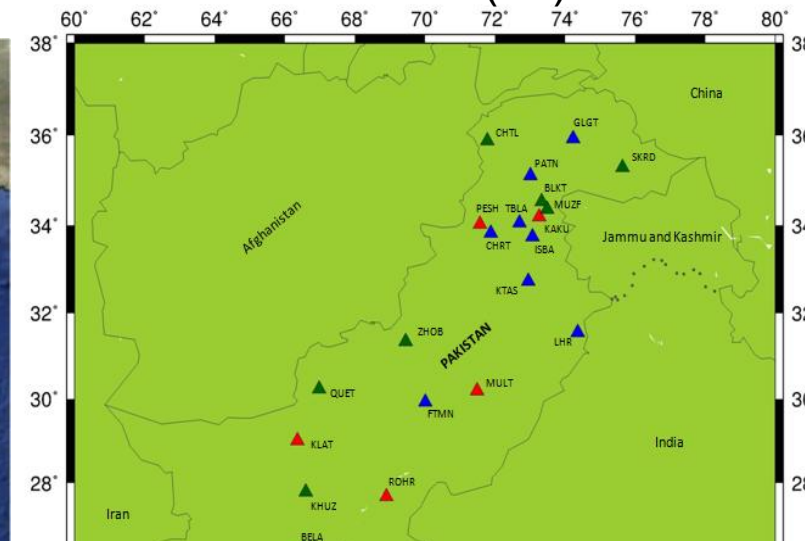 60° 62° 64° 66° 68° 70° 72° 74° 76° 78° 80°
38°
China
GLGT
36°
CHTL
SKRD
PATN
BLKT
MUZF
PESH TBLA
34°
KAKU
Jammu and Kashmir
Afghanistan
CHRT
ISBA
KTAS
32°
ZHOB
PAKISTAN
LHR
QUET
MULT
30°
FTMN
KLAT
India
28°
ROHR
KHUZ
Iran
BELA